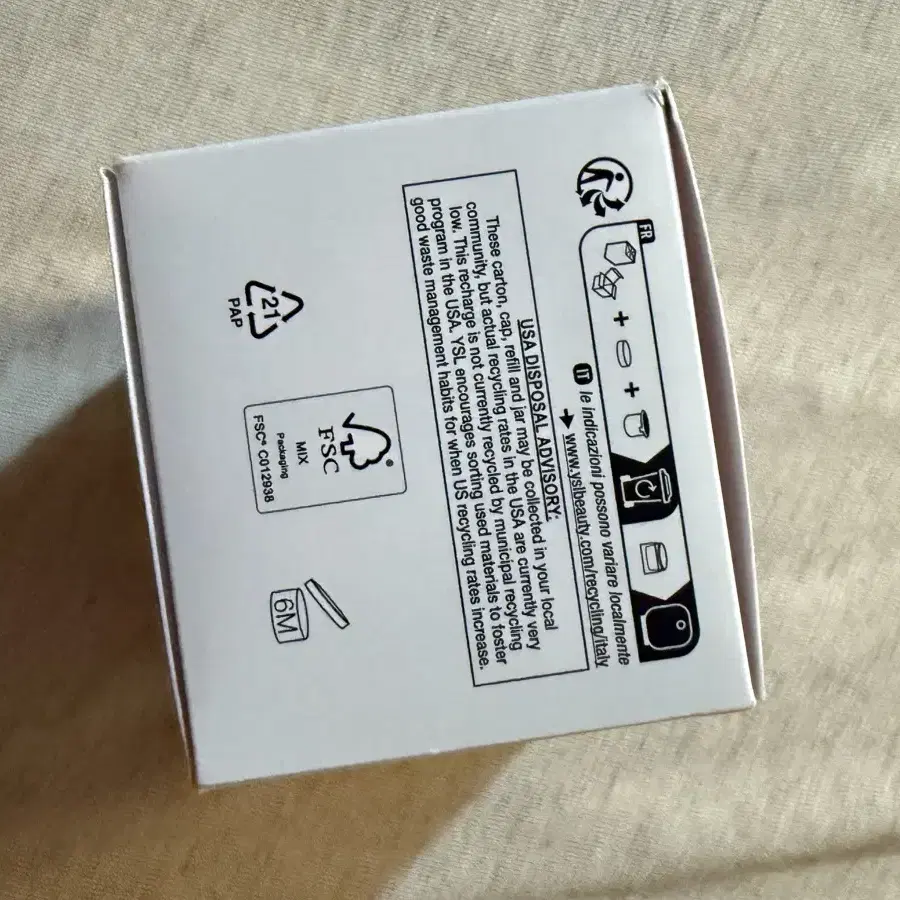 FR
+ +
IT le indicazioni possono variare localmente
➔ www.yslbeauty.com/recycling/italy
USA DISPOSAL ADVISORY:
These carton, cap, refill and jar may be collected in your local
community, but actual recycling rates in the USA are currently very
low. This recharge is not currently recycled by municipal recycling
program in the USA. YSL encourages sorting used materials to foster
good waste management habits for when US recycling rates increase.
21
PAP
®
FSC
MIX
Packaging
FSC® C012938
6M